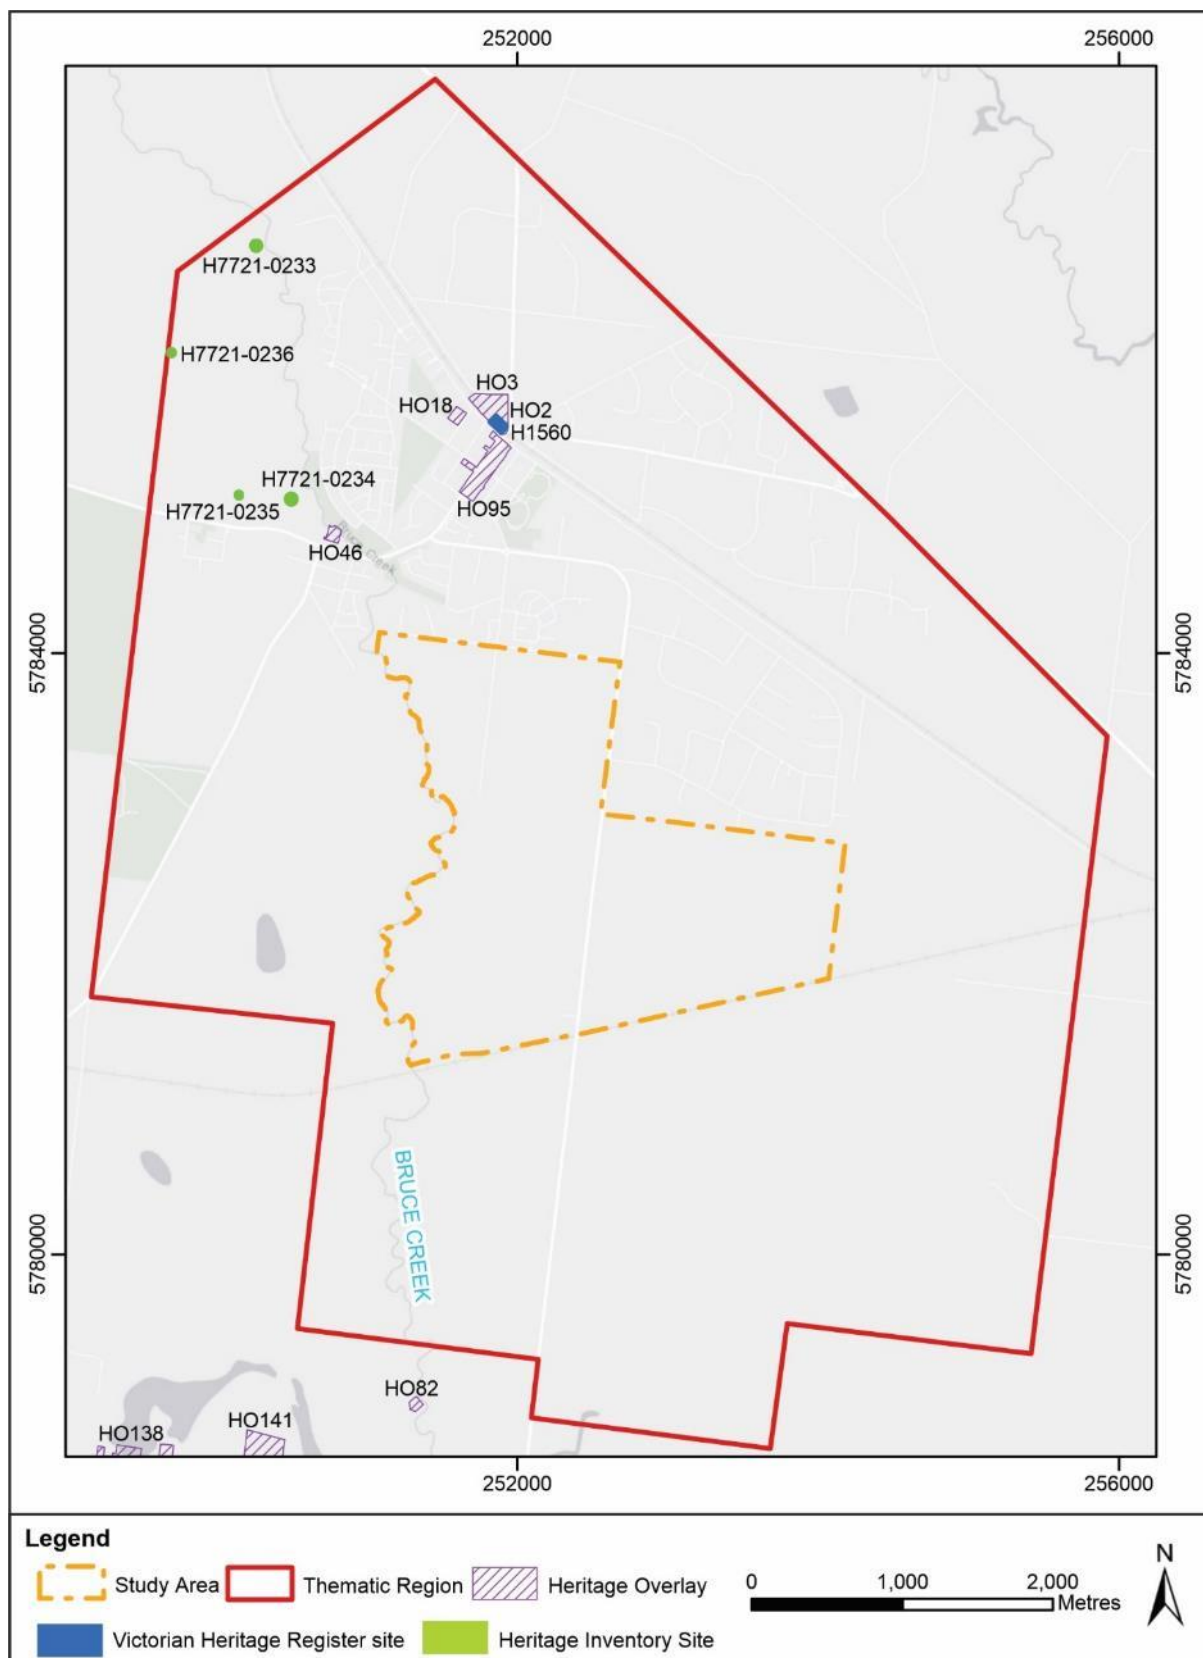 252000
256000
H7721-0233
H7721-0236
HO3
HO18
HO2
H1560
H7721-0234
H7721-0235
HO95
HO46
Bruce Creek
5784000
5784000
BRUCE CREEK
5780000
5780000
HO82
HO138
HO141
252000
256000
Legend
Study Area
Thematic Region
Heritage Overlay
0
1,000
2,000
Metres
N
Victorian Heritage Register site
Heritage Inventory Site